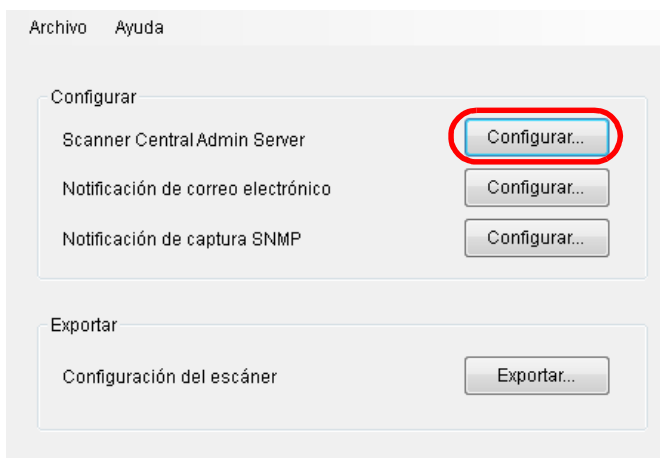 Archivo Ayuda
Configurar
Scanner Central Admin Server Configurar...
Notificación de correo electrónico Configurar...
Notificación de captura SNMP Configurar...
Exportar
Configuración del escáner Exportar...